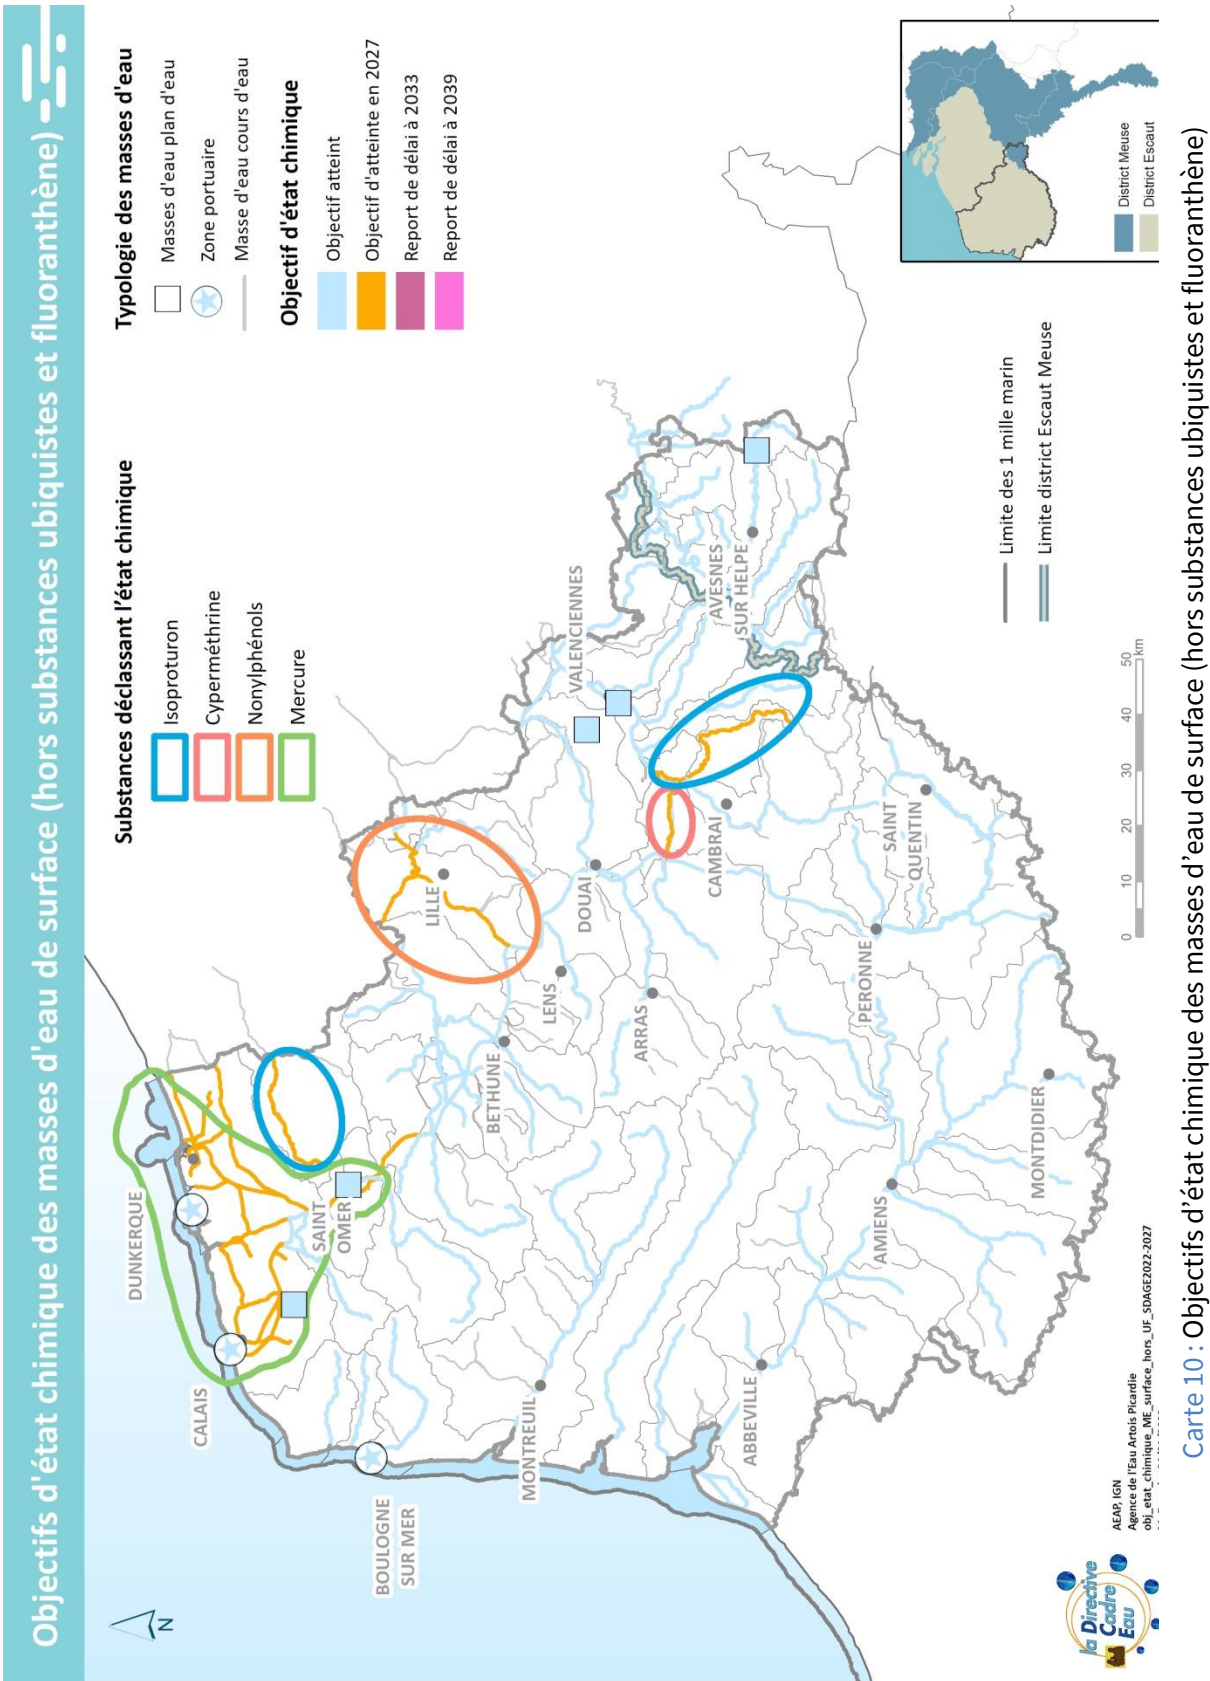 Objectifs d'état chimique des masses d'eau de surface (hors substances ubiquistes et fluoranthène)
Substances déclassant l'état chimique
Isoproturon
Cyperméthrine
Nonylphénols
Mercure
Typologie des masses d'eau
Masses d'eau plan d'eau
Zone portuaire
Masse d'eau cours d'eau
Objectif d'état chimique
Objectif atteint
Objectif d'atteinte en 2027
Report de délai à 2033
Report de délai à 2039
N
DUNKERQUE
CALAIS
SAINT
OMER
BOULOGNE
SUR MER
LILLE
BETHUNE
LENS
MONTREUIL
DOUAI
VALENCIENNES
ARRAS
CAMBRAI
AVESNES
SUR HELPE
ABBEVILLE
AMIENS
PERONNE
SAINT
QUENTIN
MONTDIDIER
Limite des 1 mille marin
Limite district Escaut Meuse
0 10 20 30 40 50
km
District Meuse
District Escaut
la Directive
Cadre
Eau
AEAP, IGN
Agence de l'Eau Artois Picardie
obj_etat_chimique_ME_surface_hors_UF_SDAGE2022-2027
Carte 10 : Objectifs d'état chimique des masses d'eau de surface (hors substances ubiquistes et fluoranthène)